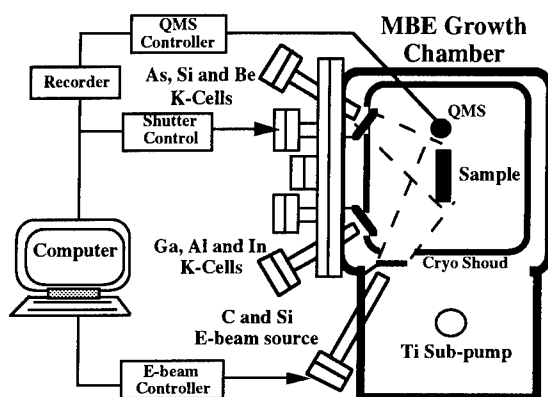 QMS
Controller
MBE Growth
Chamber
Recorder
As, Si and Be
K-Cells
QMS
Shutter
Control
Sample
Computer
Ga, Al and In
K-Cells
Cryo Shoud
C and Si
E-beam source
Ti Sub-pump
E-beam
Controller